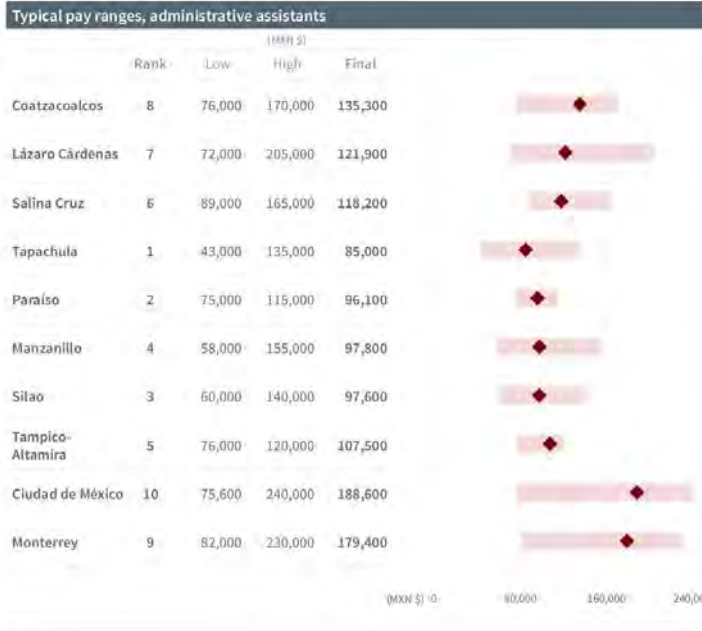 Typical pay ranges, administrative assistants
(MXN $)
Rank Low High Final
Coatzacoalcos 8 76,000 170,000 135,300
Lázaro Cárdenas 7 72,000 205,000 121,900
Salina Cruz 6 89,000 165,000 118,200
Tapachula 1 43,000 135,000 85,000
Paraíso 2 75,000 115,000 96,100
Manzanillo 4 58,000 155,000 97,800
Silao 3 60,000 140,000 97,600
Tampico-
Altamira 5 76,000 120,000 107,500
Ciudad de México 10 75,600 240,000 188,600
Monterrey 9 82,000 230,000 179,400
(MXN $) 0 80,000 160,000 240,00